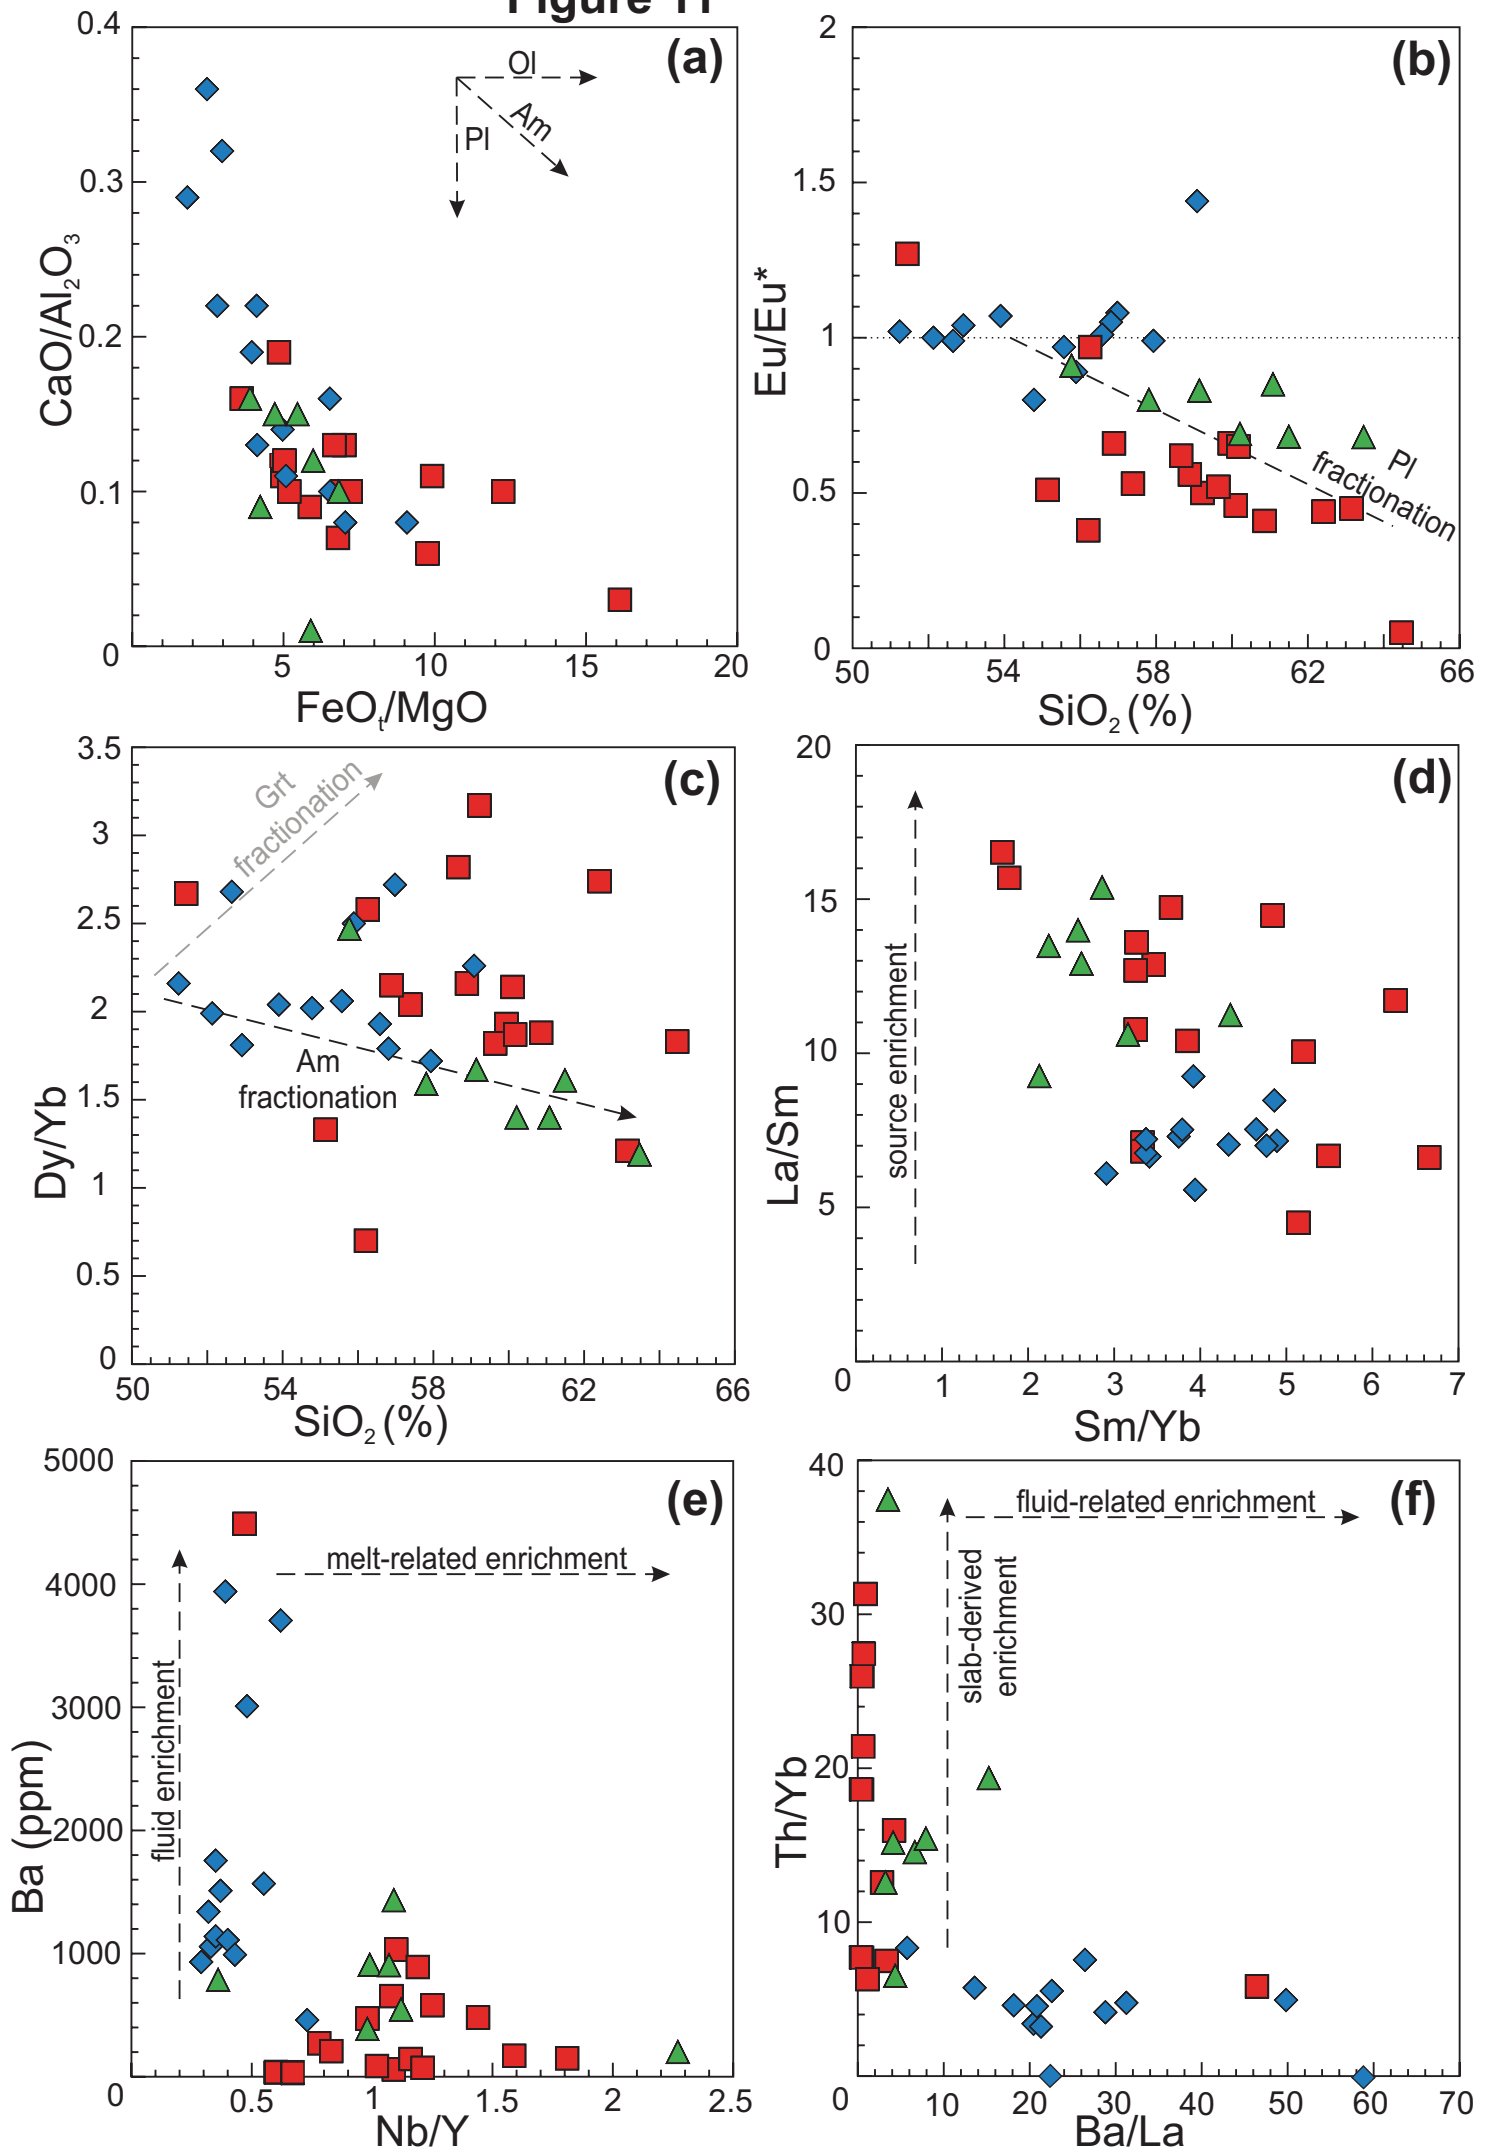 Figure 11
0.4
0.3
0.2
0.1
0
5
10
15
20
CaO/Al2O3
FeOt/MgO
(a)
Ol
Am
Pl
2
1.5
1
0.5
0
50
54
58
62
66
Eu/Eu*
SiO2 (%)
(b)
Pl
fractionation
3.5
3
2.5
2
1.5
1
0.5
0
50
54
58
62
66
Dy/Yb
SiO2 (%)
(c)
Grt
fractionation
Am
fractionation
20
15
10
5
0
1
2
3
4
5
6
7
La/Sm
Sm/Yb
(d)
source enrichment
5000
4000
3000
2000
1000
0
0.5
1
1.5
2
2.5
Ba (ppm)
Nb/Y
(e)
melt-related enrichment
fluid enrichment
40
30
20
10
0
10
20
30
40
50
60
70
Th/Yb
Ba/La
(f)
fluid-related enrichment
slab-derived
enrichment